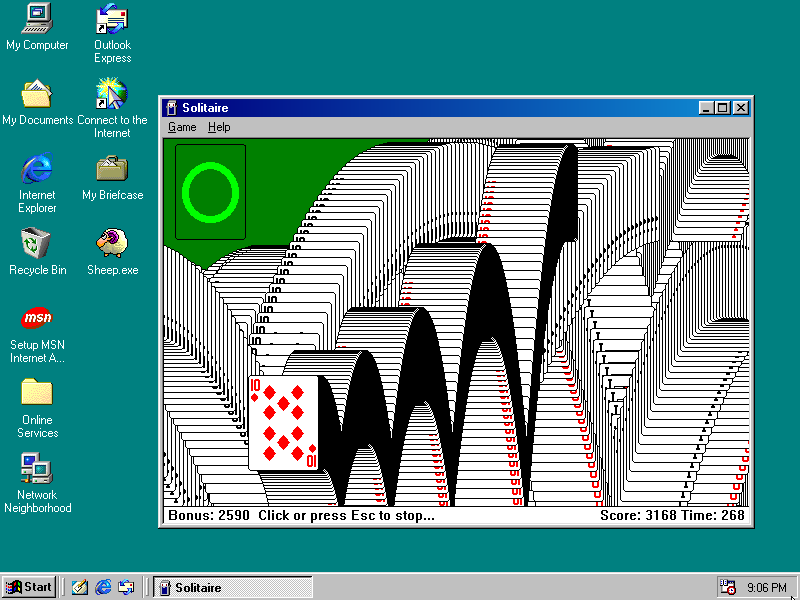 My Computer
Outlook
Express
My Documents
Connect to the
Internet
Internet
Explorer
My Briefcase
Recycle Bin
Sheep.exe
msn
Setup MSN
Internet A...
Online
Services
Network
Neighborhood
Solitaire
Game Help
10
10
Bonus: 2590 Click or press Esc to stop...
Score: 3168 Time: 268
Start
Solitaire
9:06 PM